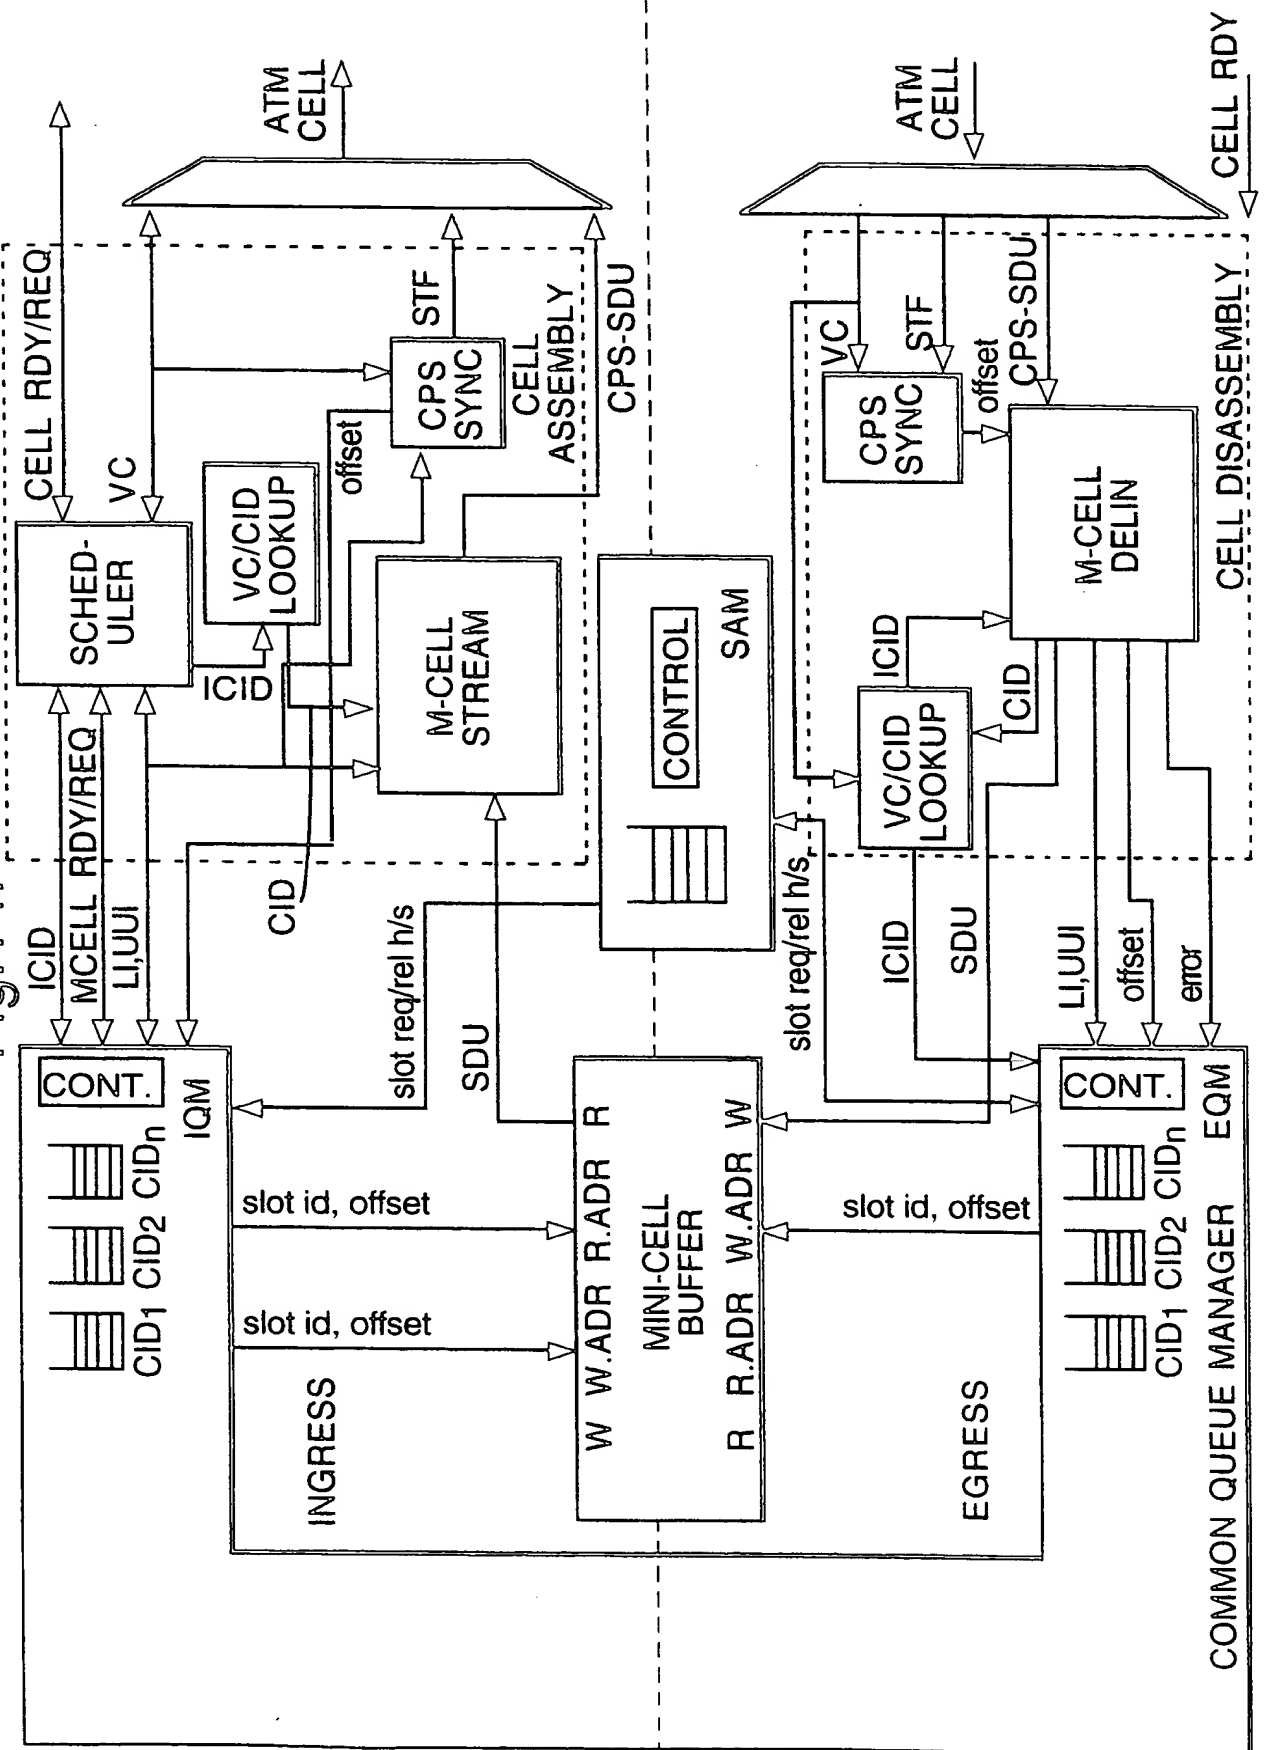 CELL RDY/REQ
VC
SCHED-
ULER
VC/CID
LOOKUP
ICID
offset
CPS
SYNC
STF
CELL
ASSEMBLY
CPS-SDU
ATM
CELL
M-CELL
STREAM
ICID
MCELL RDY/REQ
LI,UUI
CID
slot req/rel h/s
SDU
CONT.
IQM
CID1
CID2
CIDn
slot id, offset
slot id, offset
INGRESS
CONTROL
SAM
W W.ADR R.ADR R
MINI-CELL
BUFFER
R R.ADR W.ADR W
EGRESS
slot id, offset
slot req/rel h/s
ATM
CELL
CELL RDY
VC
STF
CPS-SDU
CPS
SYNC
offset
M-CELL
DELIN
CELL DISASSEMBLY
ICID
CID
VC/CID
LOOKUP
ICID
SDU
LI,UUI
offset
error
CONT.
EQM
CID1
CID2
CIDn
COMMON QUEUE MANAGER